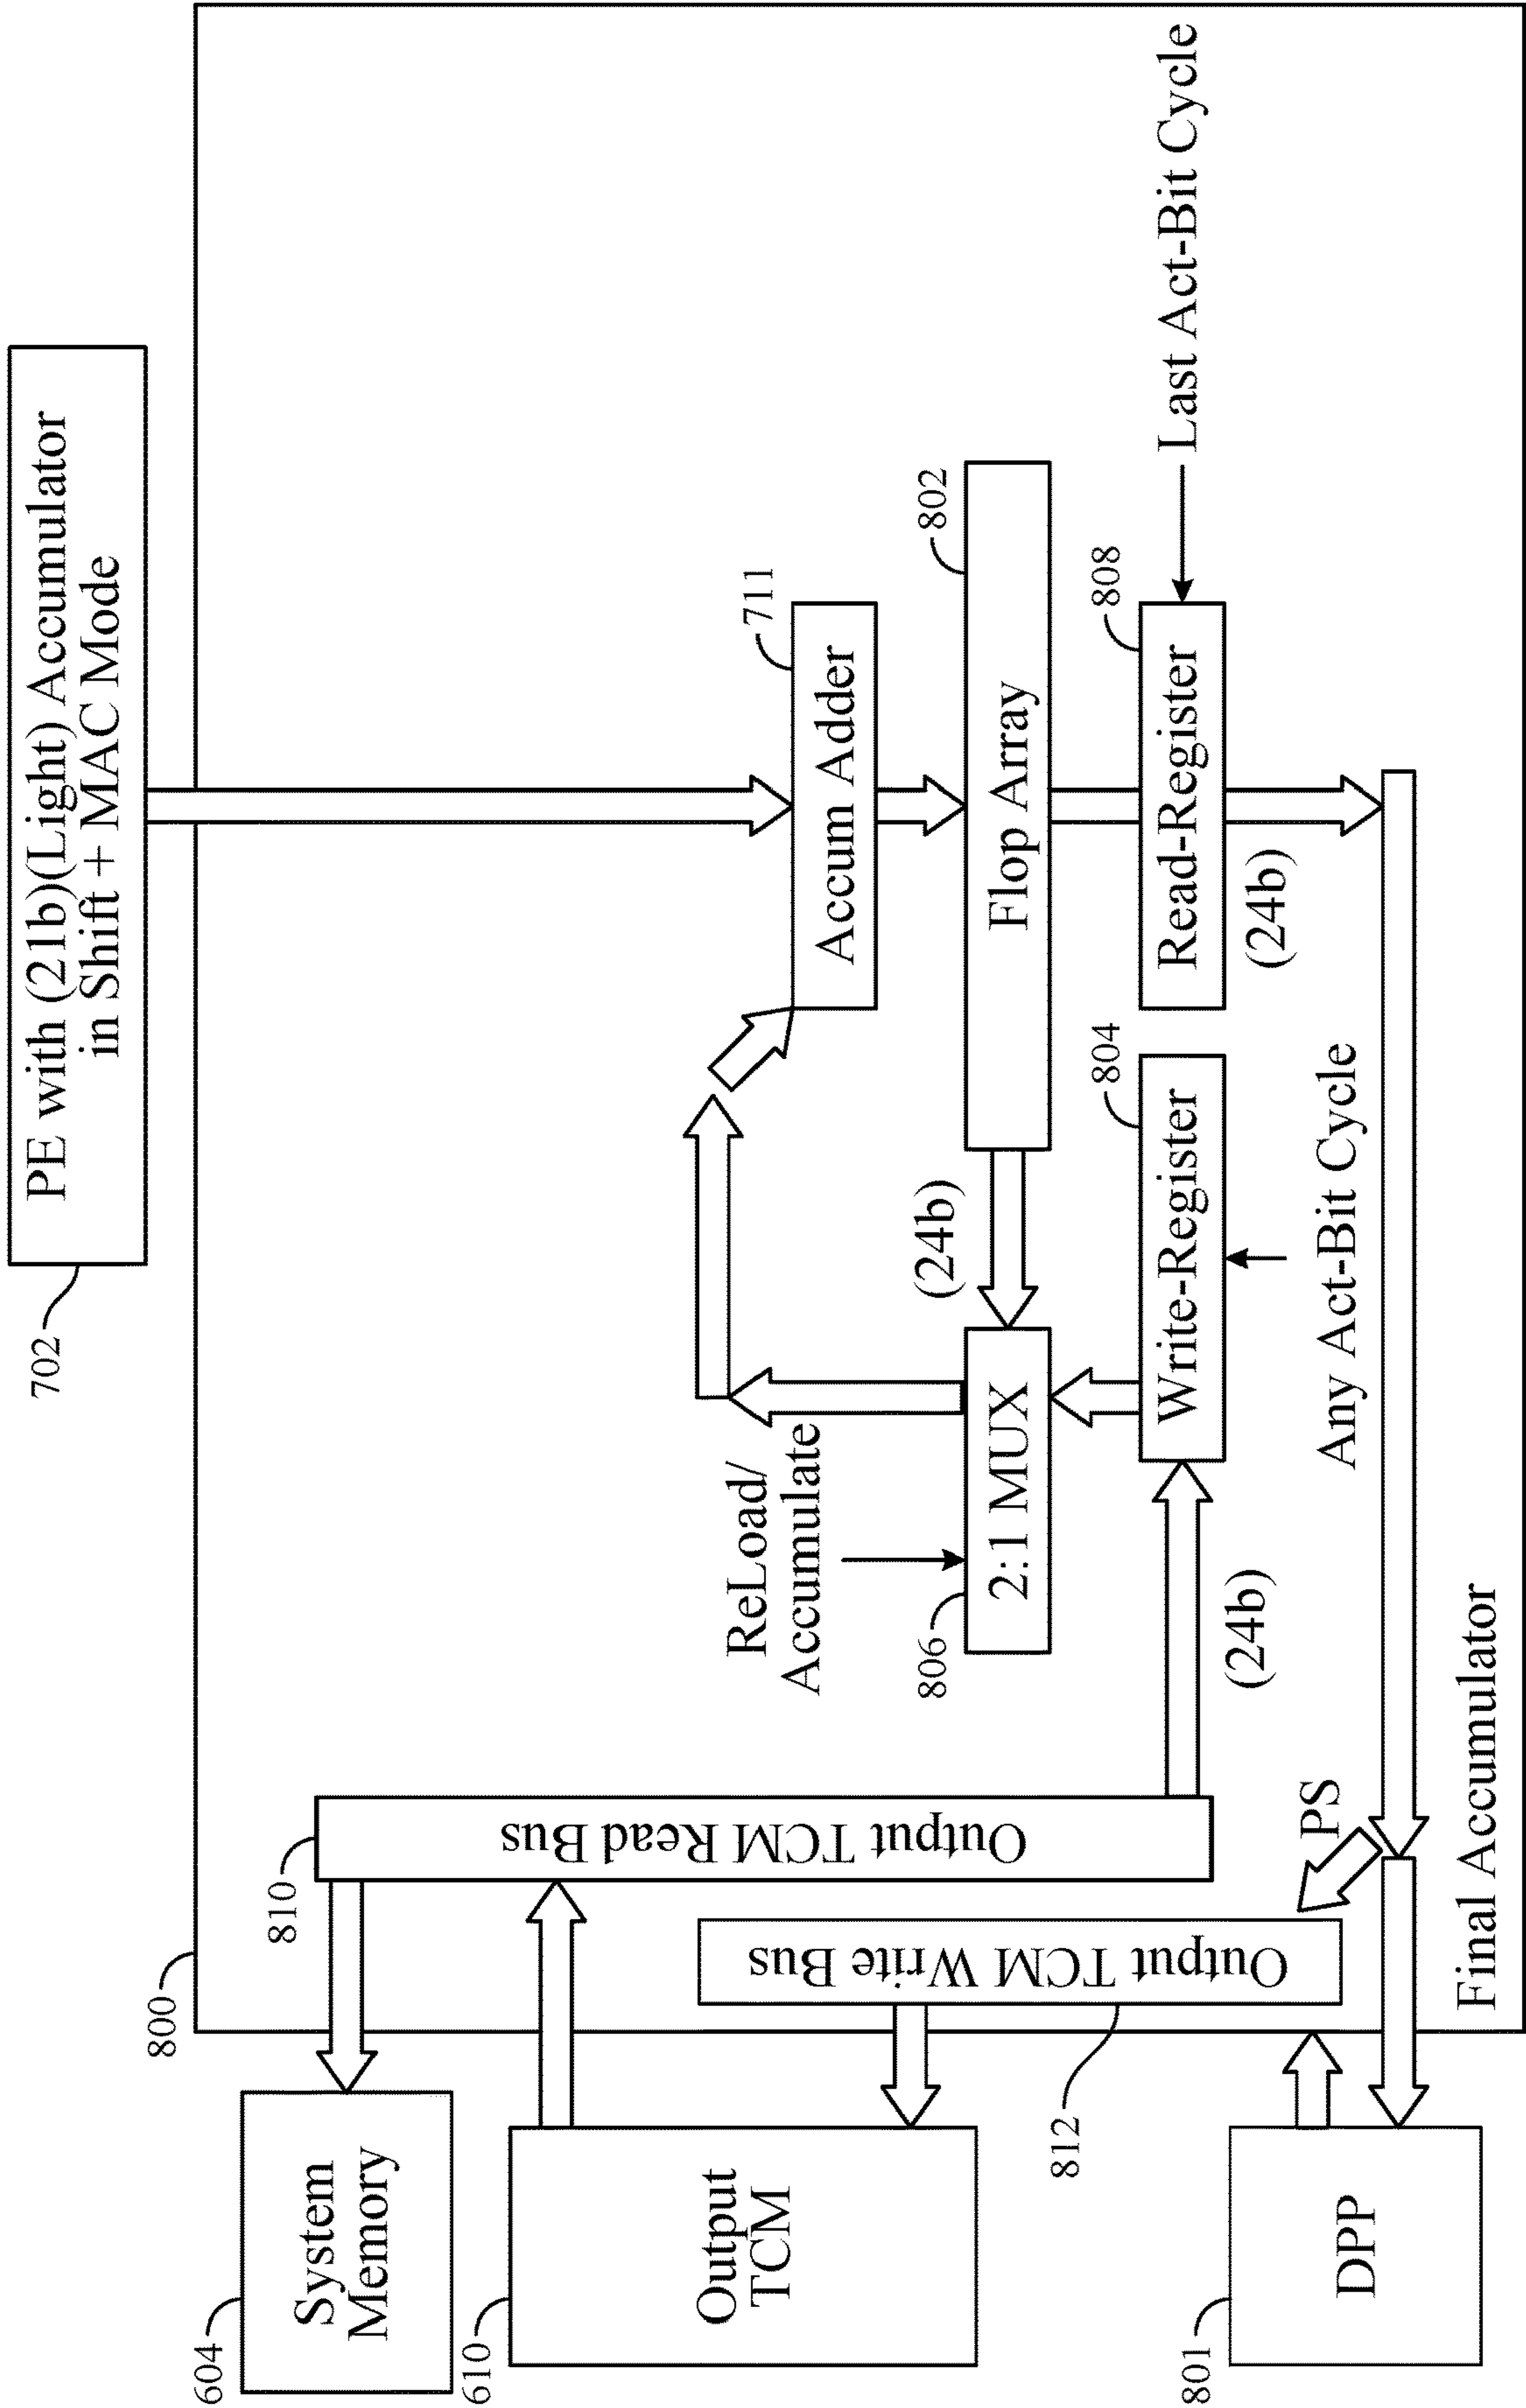 702
PE with (21b)(Light) Accumulator
in Shift + MAC Mode
800
604
System
Memory
810
Output TCM Read Bus
610
Output
TCM
Output TCM Write Bus
812
711
Accum Adder
ReLoad/
Accumulate
806
2:1 MUX
(24b)
802
Flop Array
804
Write-Register
(24b)
808
Read-Register
(24b)
Last Act-Bit Cycle
Any Act-Bit Cycle
PS
801
DPP
Final Accumulator